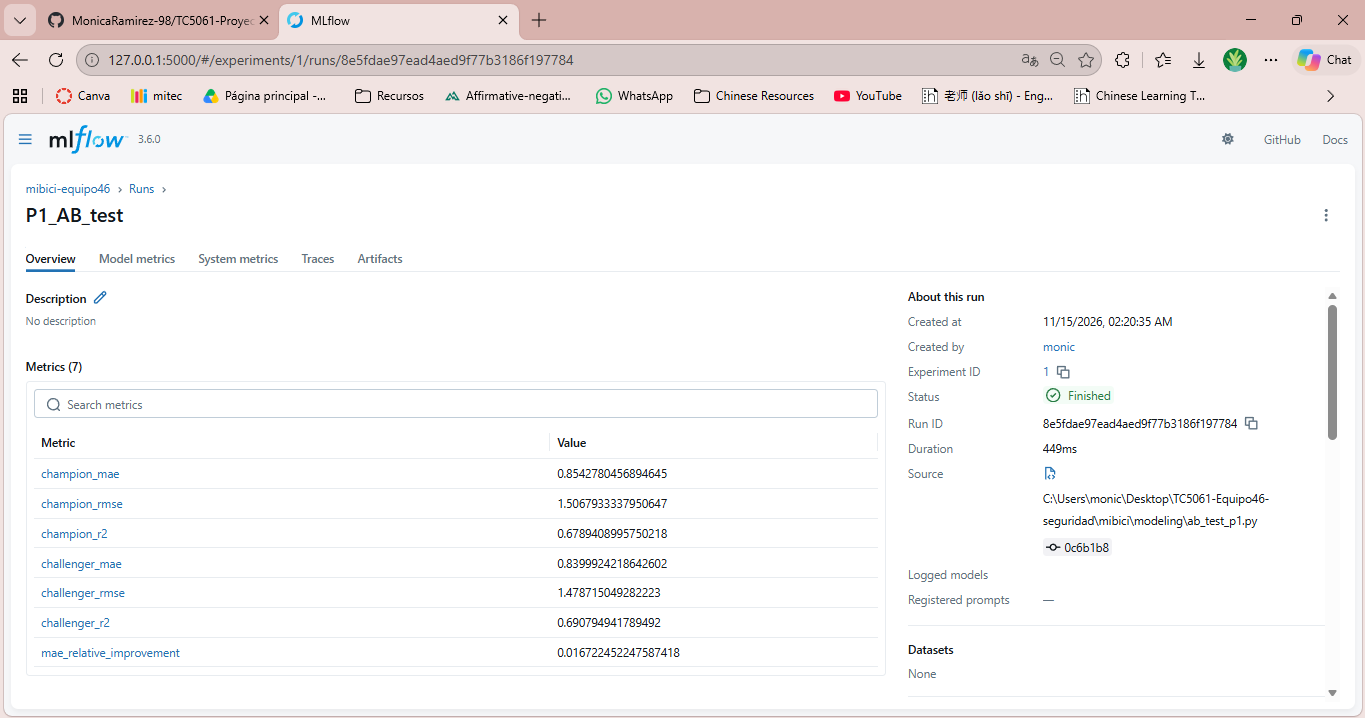 MonicaRamirez-98/TC5061-Proyec
MLflow
127.0.0.1:5000/#/experiments/1/runs/8e5fdae97ead4aed9f77b3186f197784
Chat
Canva
mitec
Página principal -...
Recursos
Affirmative-negati...
WhatsApp
Chinese Resources
YouTube
老师 (lǎo shī) - Eng...
Chinese Learning T...
mlflow 3.6.0
GitHub
Docs
mibici-equipo46 › Runs ›
P1_AB_test
Overview
Model metrics
System metrics
Traces
Artifacts
Description
No description
Metrics (7)
Search metrics
Metric Value
champion_mae 0.8542780456894645
champion_rmse 1.5067933337950647
champion_r2 0.6789408995750218
challenger_mae 0.8399924218642602
challenger_rmse 1.478715049282223
challenger_r2 0.690794941789492
mae_relative_improvement 0.016722452247587418
About this run
Created at 11/15/2026, 02:20:35 AM
Created by monic
Experiment ID 1
Status Finished
Run ID 8e5fdae97ead4aed9f77b3186f197784
Duration 449ms
Source
C:\Users\monic\Desktop\TC5061-Equipo46-
seguridad\mibici\modeling\ab_test_p1.py
0c6b1b8
Logged models
Registered prompts —
Datasets
None